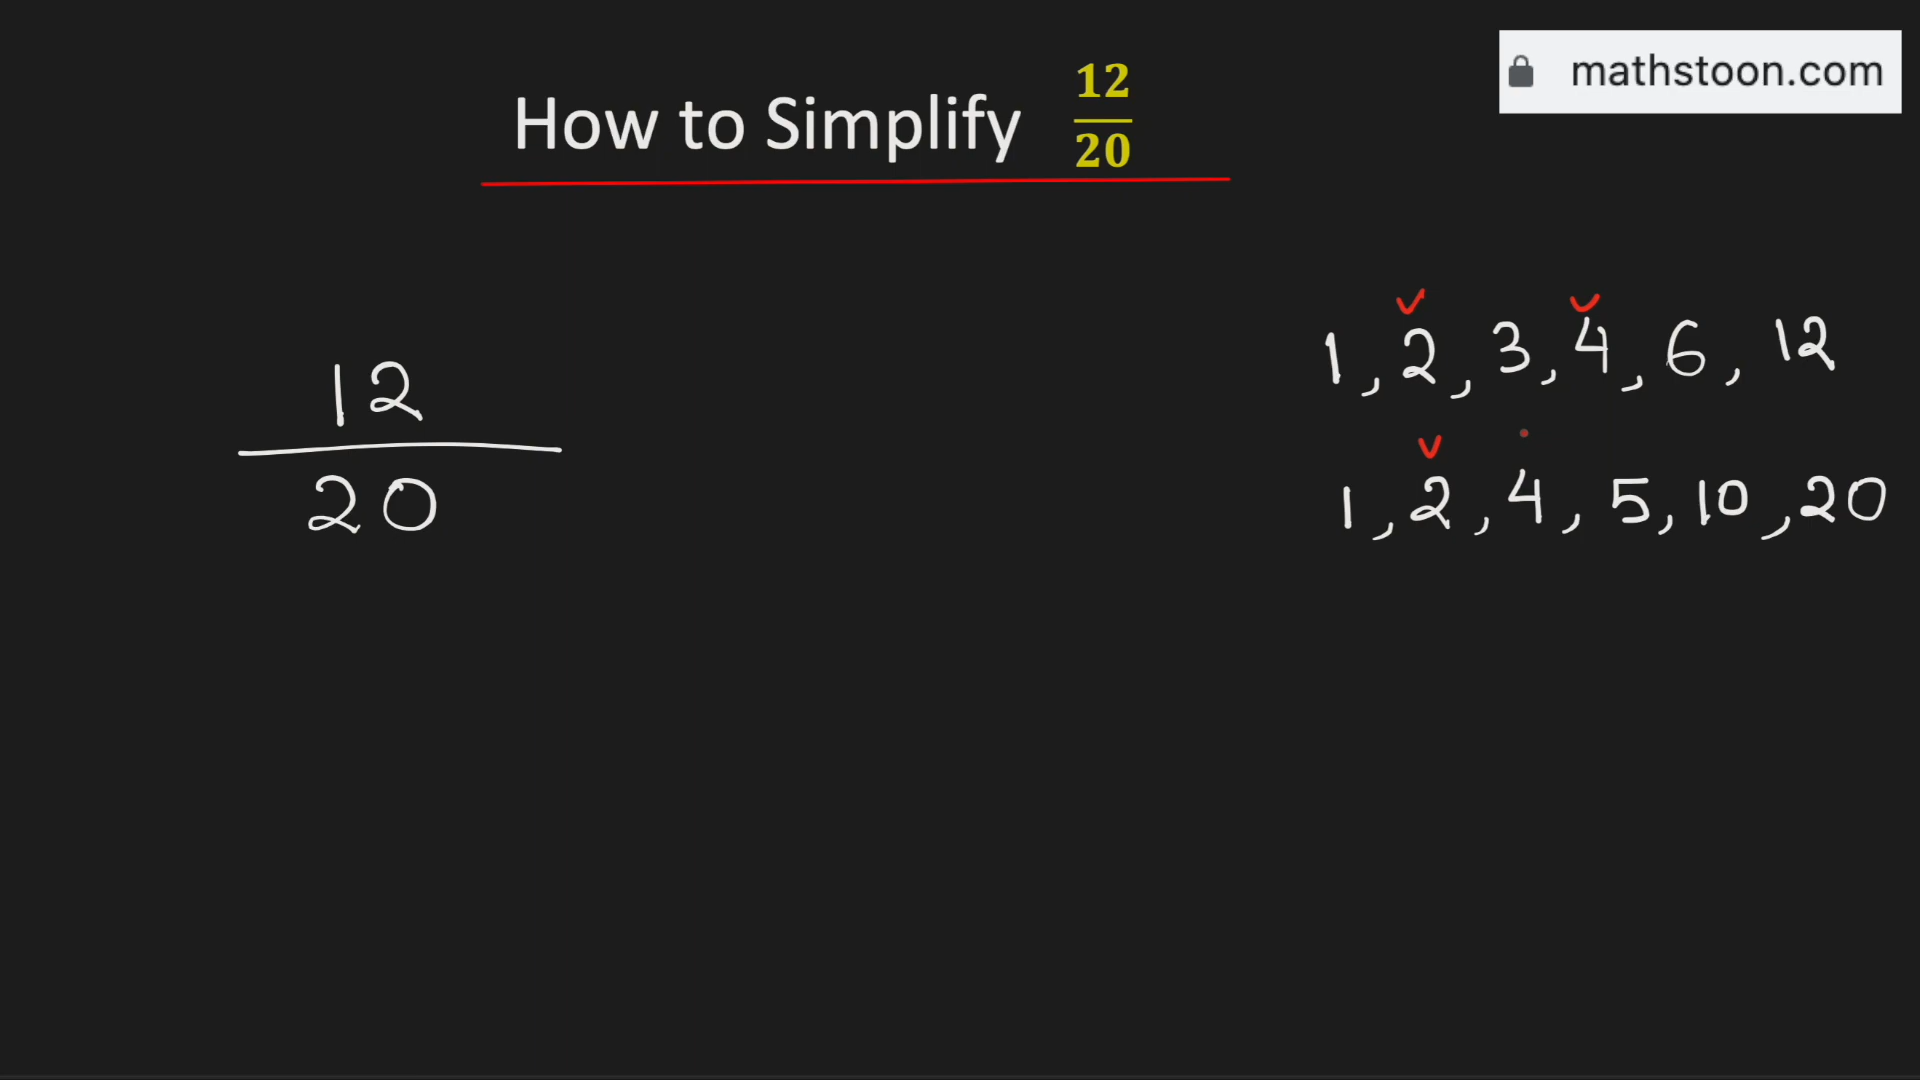 mathstoon.com
How to Simplify 12/20
1, 2, 3, 4, 6, 12
12
20
1, 2, 4, 5, 10, 20